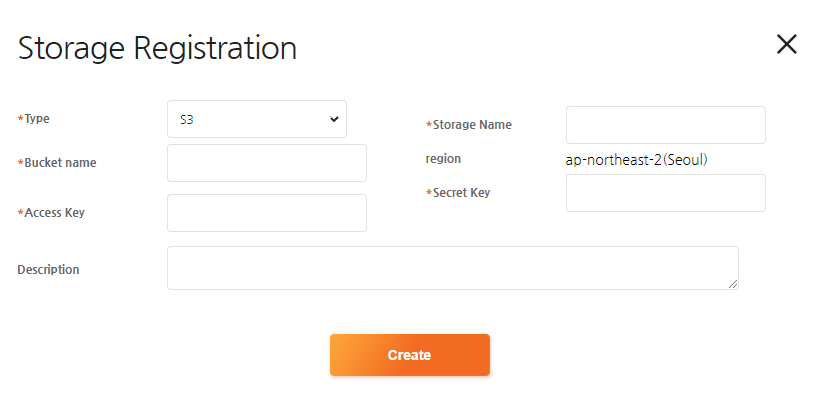 Storage Registration
*Type
S3
*Storage Name
*Bucket name
region
ap-northeast-2(Seoul)
*Access Key
*Secret Key
Description
Create